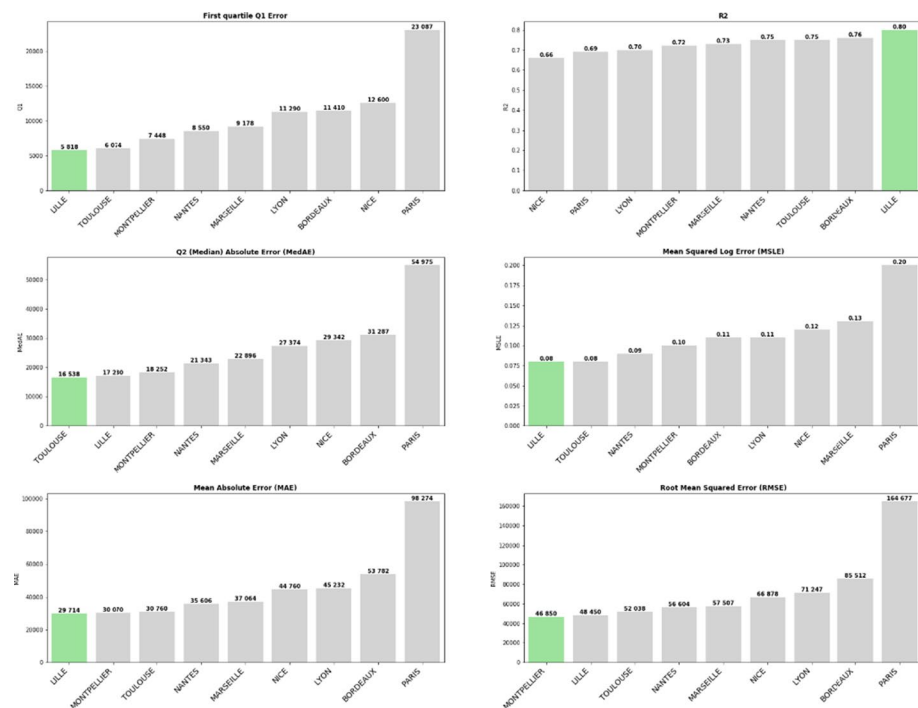 First quartile Q1 Error
Q1
20000
15000
10000
5000
0
5 818
6 074
7 448
8 550
9 178
11 290
11 410
12 600
23 087
LILLE
TOULOUSE
MONTPELLIER
NANTES
MARSEILLE
LYON
BORDEAUX
NICE
PARIS
R2
R2
0.8
0.7
0.6
0.5
0.4
0.3
0.2
0.1
0.0
0.66
0.69
0.70
0.72
0.73
0.75
0.75
0.76
0.80
NICE
PARIS
LYON
MONTPELLIER
MARSEILLE
NANTES
TOULOUSE
BORDEAUX
LILLE
Q2 (Median) Absolute Error (MedAE)
MedAE
50000
40000
30000
20000
10000
0
16 538
17 290
18 252
21 343
22 896
27 374
29 342
31 287
54 975
TOULOUSE
LILLE
MONTPELLIER
NANTES
MARSEILLE
LYON
NICE
BORDEAUX
PARIS
Mean Squared Log Error (MSLE)
MSLE
0.200
0.175
0.150
0.125
0.100
0.075
0.050
0.025
0.000
0.08
0.08
0.09
0.10
0.11
0.11
0.12
0.13
0.20
LILLE
TOULOUSE
NANTES
MONTPELLIER
BORDEAUX
LYON
NICE
MARSEILLE
PARIS
Mean Absolute Error (MAE)
MAE
100000
80000
60000
40000
20000
0
29 714
30 070
30 760
35 606
37 064
44 760
45 232
53 782
98 274
LILLE
MONTPELLIER
TOULOUSE
NANTES
MARSEILLE
NICE
LYON
BORDEAUX
PARIS
Root Mean Squared Error (RMSE)
RMSE
160000
140000
120000
100000
80000
60000
40000
20000
0
46 850
48 450
52 038
56 604
57 507
66 878
71 247
85 512
164 677
MONTPELLIER
LILLE
TOULOUSE
NANTES
MARSEILLE
NICE
LYON
BORDEAUX
PARIS